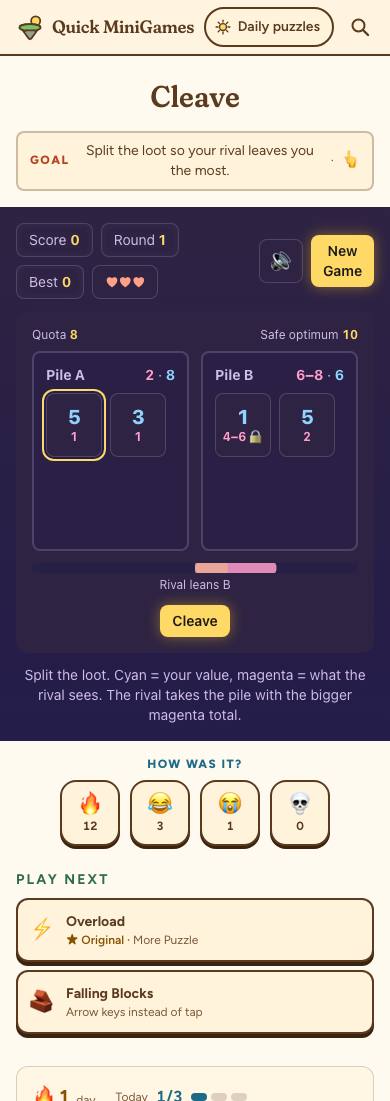 Quick MiniGames
Daily puzzles
Cleave
GOAL
Split the loot so your rival leaves you
the most.
Score 0
Round 1
Best 0
New
Game
Quota 8
Safe optimum 10
Pile A
2 · 8
5
1
3
1
Pile B
6–8 · 6
1
4–6
5
2
Rival leans B
Cleave
Split the loot. Cyan = your value, magenta = what the
rival sees. The rival takes the pile with the bigger
magenta total.
HOW WAS IT?
12
3
1
0
PLAY NEXT
Overload
Original · More Puzzle
Falling Blocks
Arrow keys instead of tap
1 day
Today 1/3